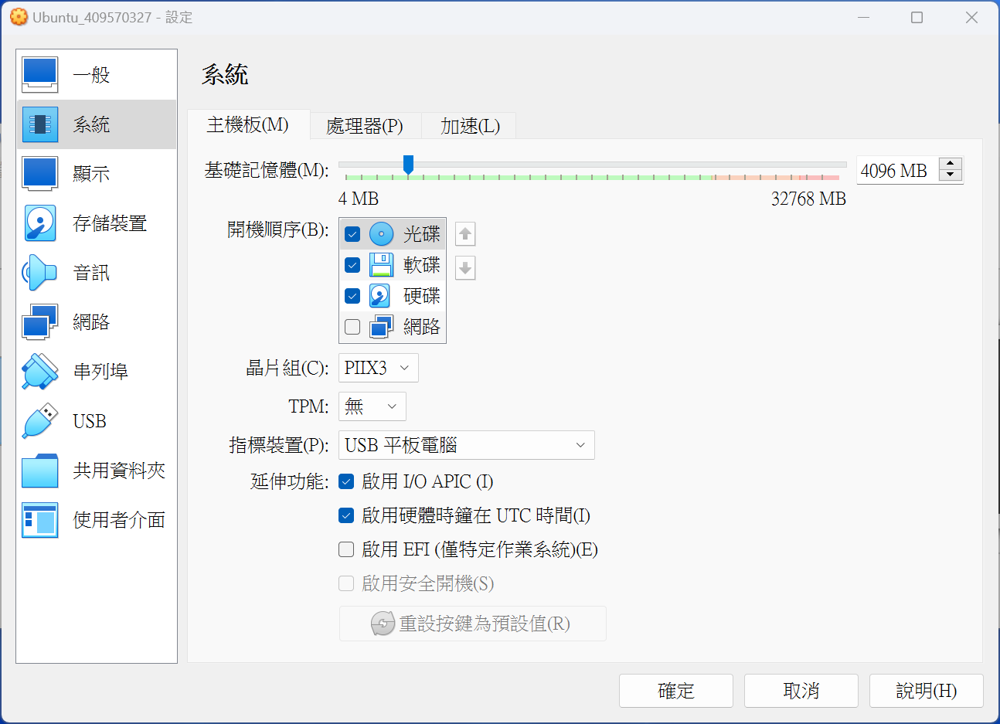 Ubuntu_409570327 - 設定
一般
系統
顯示
存儲裝置
音訊
網路
串列埠
USB
共用資料夾
使用者介面
系統
主機板(M) 處理器(P) 加速(L)
基礎記憶體(M): 4096 MB
4 MB 32768 MB
開機順序(B): 光碟
軟碟
硬碟
網路
晶片組(C): PIIX3
TPM: 無
指標裝置(P): USB 平板電腦
延伸功能: 啟用 I/O APIC (I)
啟用硬體時鐘在 UTC 時間(I)
啟用 EFI (僅特定作業系統)(E)
啟用安全開機(S)
重設按鍵為預設值(R)
確定 取消 說明(H)